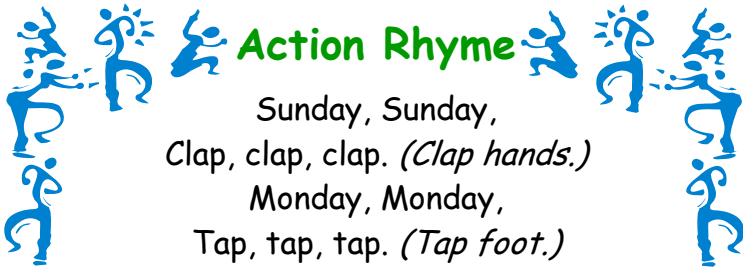 Action Rhyme
Sunday, Sunday,
Clap, clap, clap. (Clap hands.)
Monday, Monday,
Tap, tap, tap. (Tap foot.)